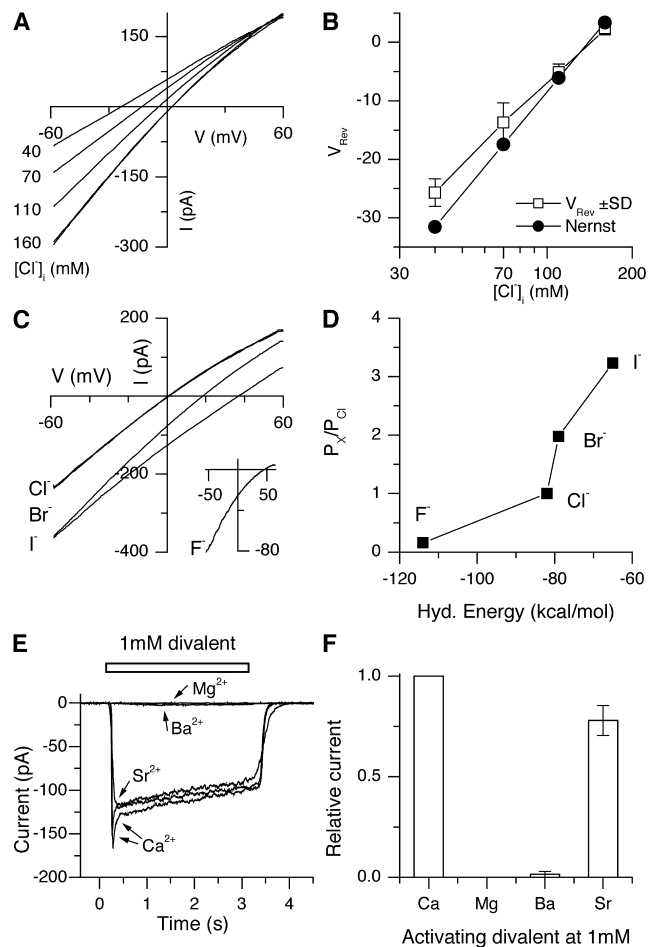 A
150
-60
V (mV)
60
40
70
110
160
-150
-300
I (pA)
[Cl-]i (mM)
B
0
-10
-20
-30
VRev
VRev ±SD
Nernst
30
70
100
200
[Cl-]i (mM)
C
200
I (pA)
V (mV)
-60
60
-200
-400
Cl-
Br-
I-
-50
50
F-
-80
D
4
3
2
1
0
PX/PCl
I-
Br-
Cl-
F-
-120
-100
-80
-60
Hyd. Energy (kcal/mol)
E
1mM divalent
0
-50
-100
-150
-200
Current (pA)
Mg2+
Ba2+
Sr2+
Ca2+
0
1
2
3
4
Time (s)
F
1.0
0.5
0.0
Relative current
Ca
Mg
Ba
Sr
Activating divalent at 1mM